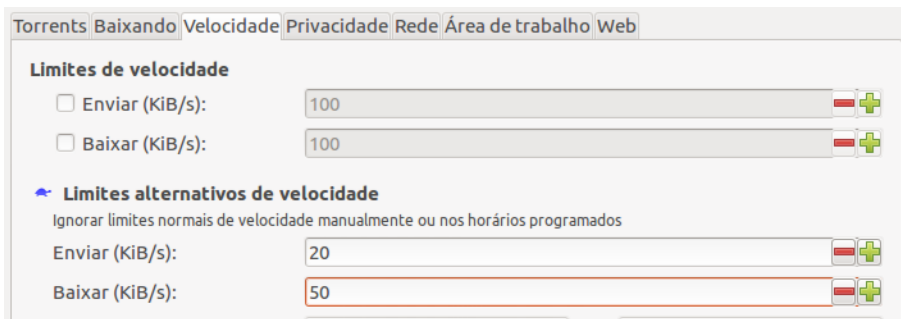 Torrents Baixando Velocidade Privacidade Rede Área de trabalho Web
Limites de velocidade
Enviar (KiB/s): 100
Baixar (KiB/s): 100
Limites alternativos de velocidade
Ignorar limites normais de velocidade manualmente ou nos horários programados
Enviar (KiB/s): 20
Baixar (KiB/s): 50